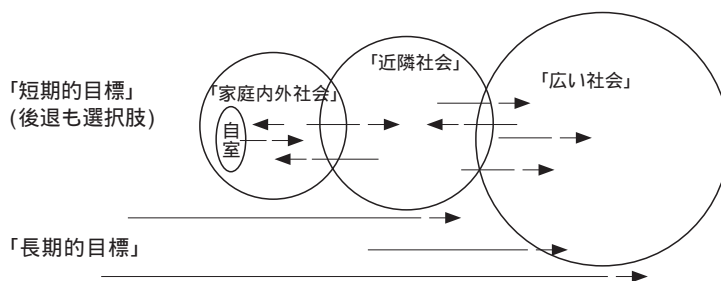 「近隣社会」
「広い社会」
「短期的目標」
「家庭内外社会」
(後退も選択肢)
自室
「長期的目標」